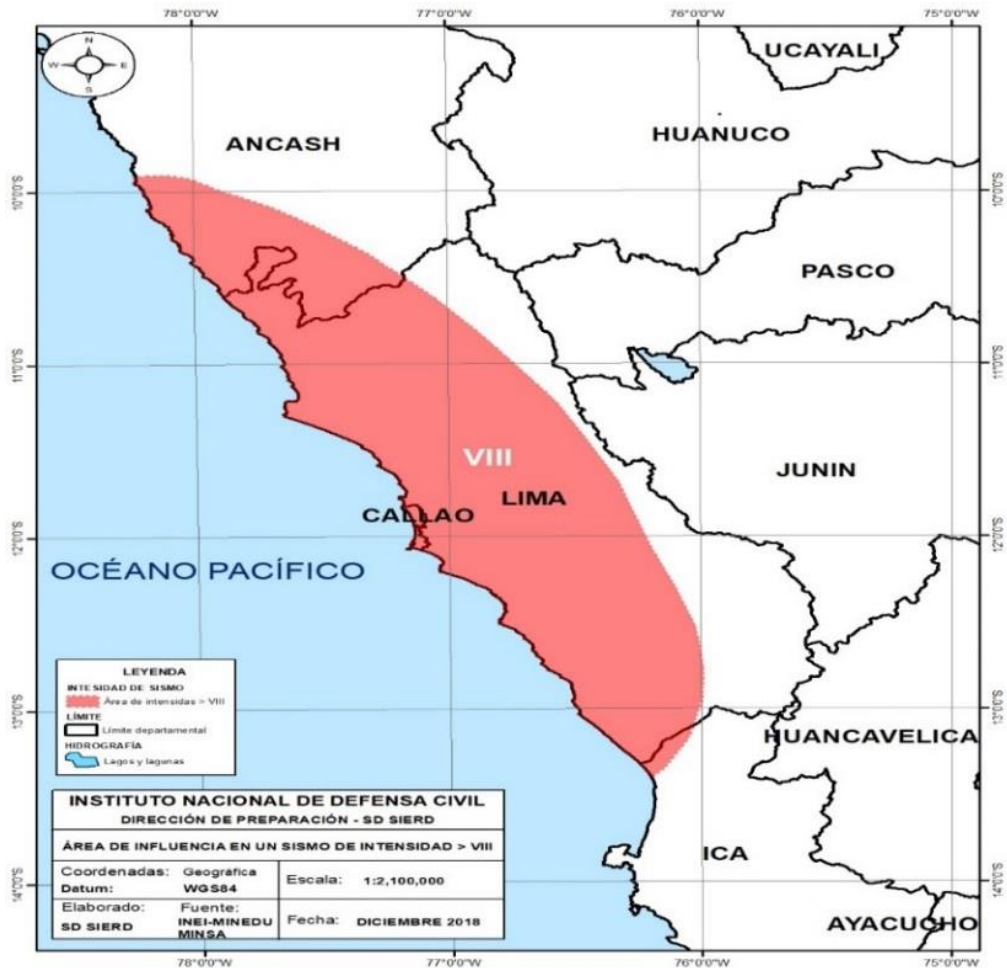 78°0'0"O 77°0'0"O 76°0'0"O 75°0'0"O
N
W E
S
UCAYALI
ANCASH
HUANUCO
10°0'0"S 10°0'0"S
PASCO
11°0'0"S 11°0'0"S
VIII
JUNIN
LIMA
CALLAO
12°0'0"S 12°0'0"S
OCÉANO PACÍFICO
LEYENDA
INTESIDAD DE SISMO
Área de intensidas > VIII
LÍMITE
Límite departamental
HIDROGRAFÍA
Lagos y lagunas
13°0'0"S 13°0'0"S
HUANCAVELICA
INSTITUTO NACIONAL DE DEFENSA CIVIL
DIRECCIÓN DE PREPARACIÓN - SD SIERD
ÁREA DE INFLUENCIA EN UN SISMO DE INTENSIDAD > VIII
Coordenadas: Geográfica
Datum: WGS84
Escala: 1:2,100,000
Elaborado:
SD SIERD
Fuente:
INEI-MINEDU
MINSA
Fecha: DICIEMBRE 2018
ICA
14°0'0"S 14°0'0"S
AYACUCHO
78°0'0"O 77°0'0"O 76°0'0"O 75°0'0"O